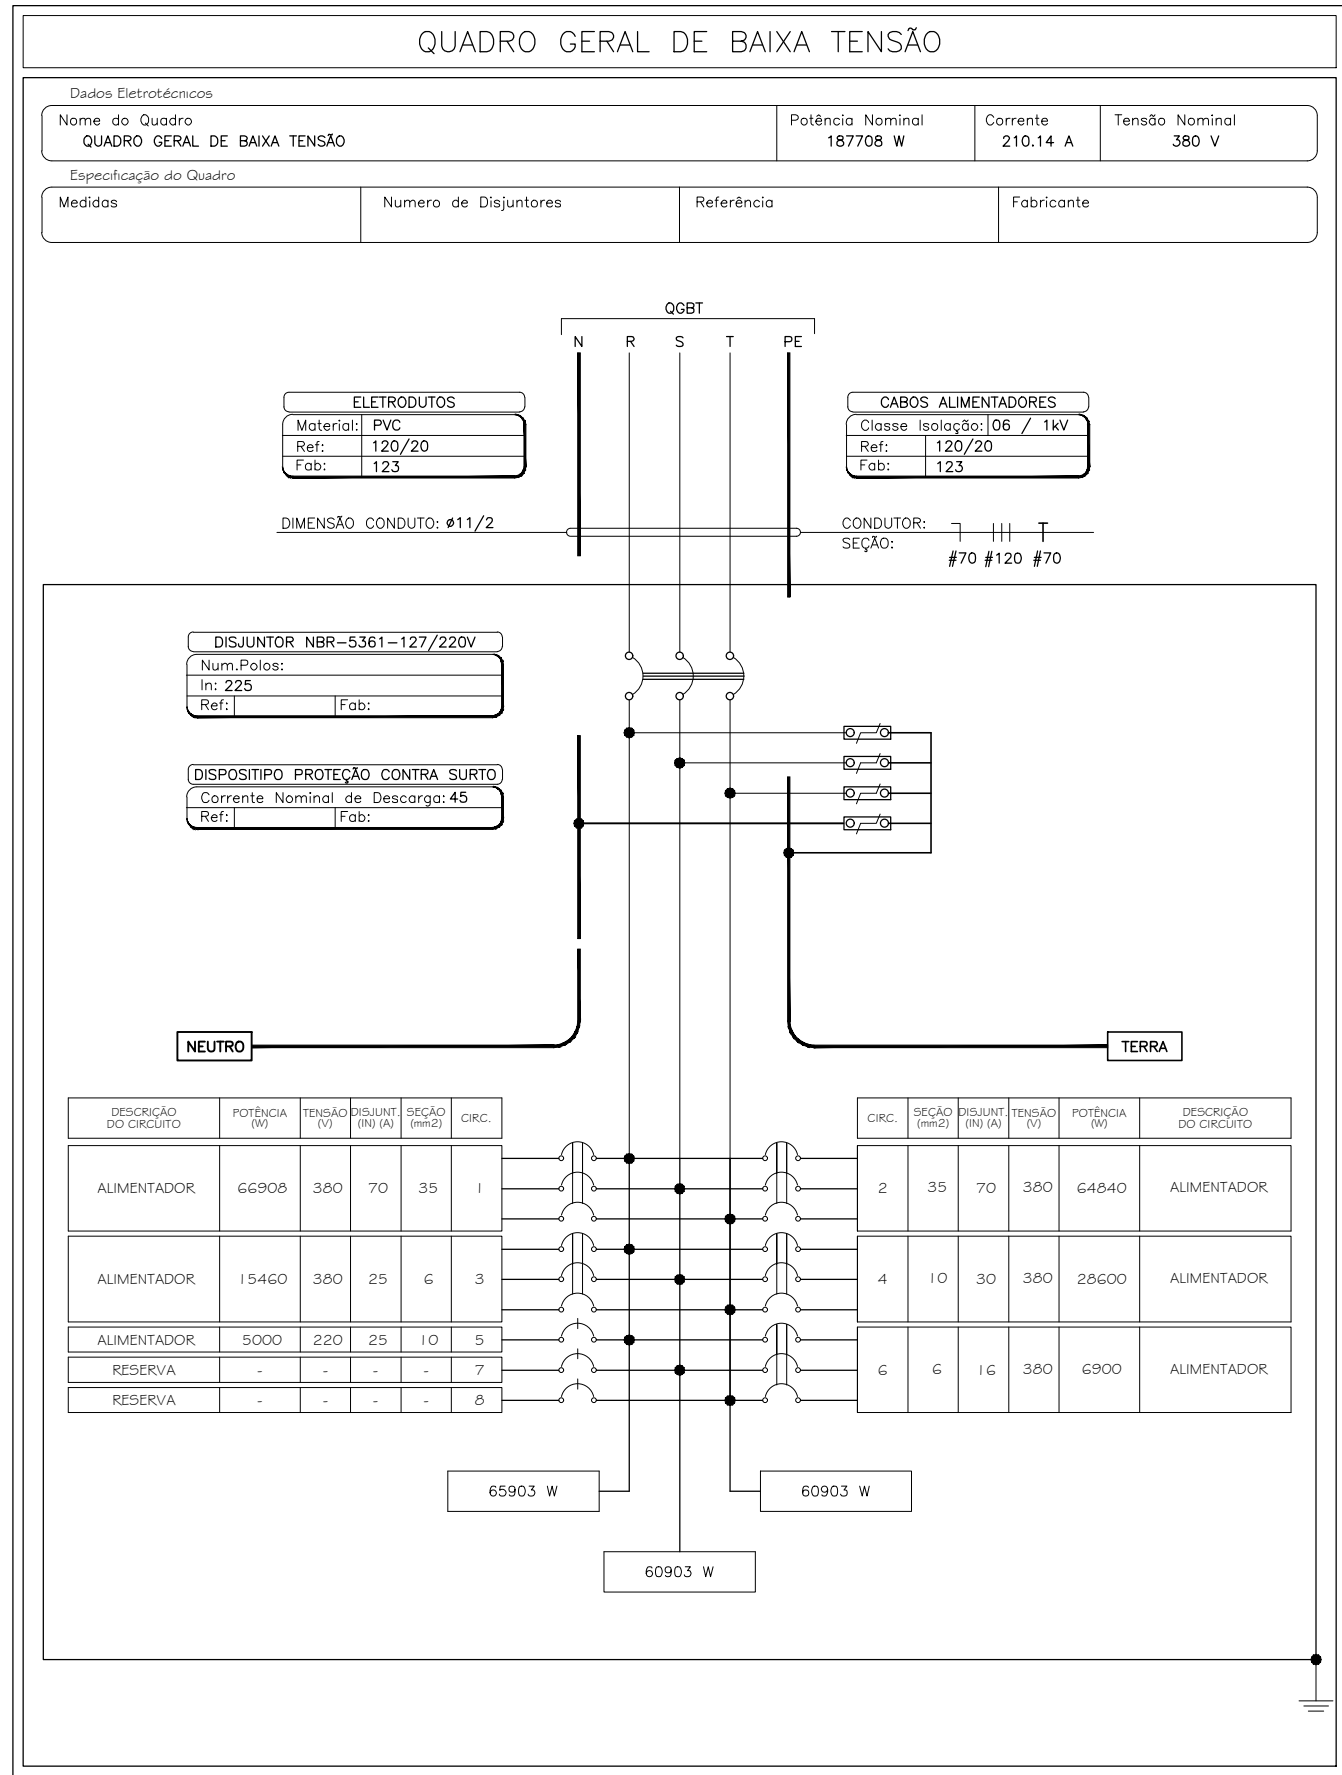 QUADRO GERAL DE BAIXA TENSÃO
Dados Eletrotécnicos
Nome do Quadro
QUADRO GERAL DE BAIXA TENSÃO
Potência Nominal
187708 W
Corrente
210.14 A
Tensão Nominal
380 V
Especificação do Quadro
Medidas
Numero de Disjuntores
Referência
Fabricante
QGBT
N R S T PE
ELETRODUTOS
Material: PVC
Ref: 120/20
Fab: 123
CABOS ALIMENTADORES
Classe Isolação: 06 / 1kV
Ref: 120/20
Fab: 123
DIMENSÃO CONDUTO: ø11/2
CONDUTOR:
SEÇÃO:
#70 #120 #70
DISJUNTOR NBR-5361-127/220V
Num.Polos:
In: 225
Ref: Fab:
DISPOSITIPO PROTEÇÃO CONTRA SURTO
Corrente Nominal de Descarga: 45
Ref: Fab:
NEUTRO
TERRA
DESCRIÇÃO DO CIRCUITO POTÊNCIA (W) TENSÃO (V) DISJUNT. (IN) (A) SEÇÃO (mm2) CIRC.
ALIMENTADOR 66908 380 70 35 1
ALIMENTADOR 15460 380 25 6 3
ALIMENTADOR 5000 220 25 10 5
RESERVA - - - - 7
RESERVA - - - - 8
CIRC. SEÇÃO (mm2) DISJUNT. (IN) (A) TENSÃO (V) POTÊNCIA (W) DESCRIÇÃO DO CIRCUITO
2 35 70 380 64840 ALIMENTADOR
4 10 30 380 28600 ALIMENTADOR
6 6 16 380 6900 ALIMENTADOR
65903 W
60903 W
60903 W